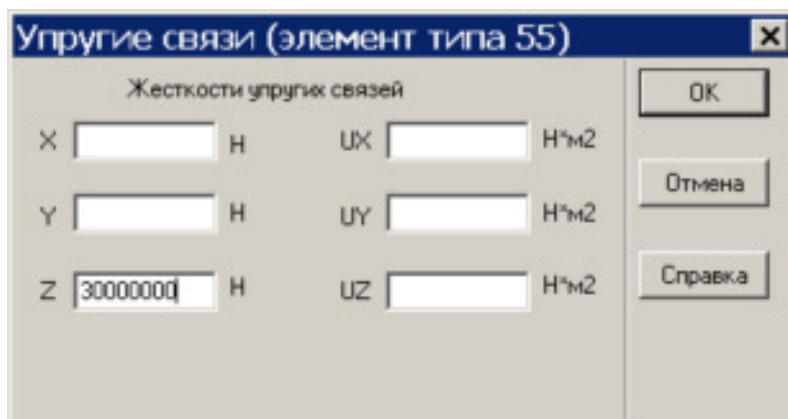 Упругие связи (элемент типа 55)
Жесткости упругих связей
X Н UX Н*м2
Y Н UY Н*м2
Z 30000000 Н UZ Н*м2
OK
Отмена
Справка